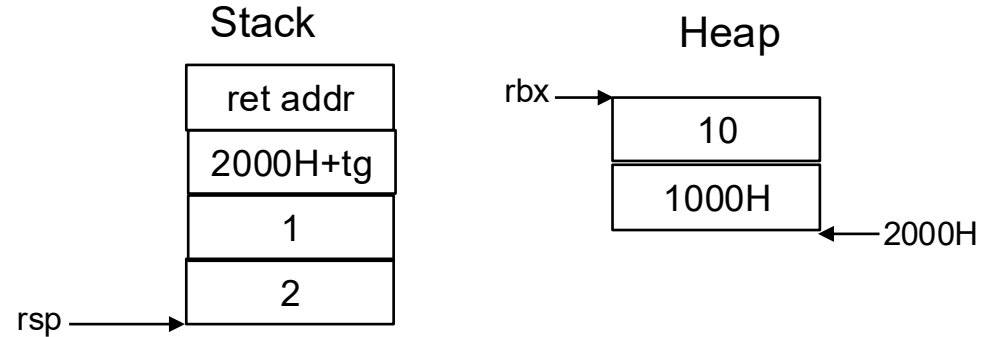 Stack
ret addr
2000H+tg
1
2
rsp
Heap
rbx
10
1000H
2000H